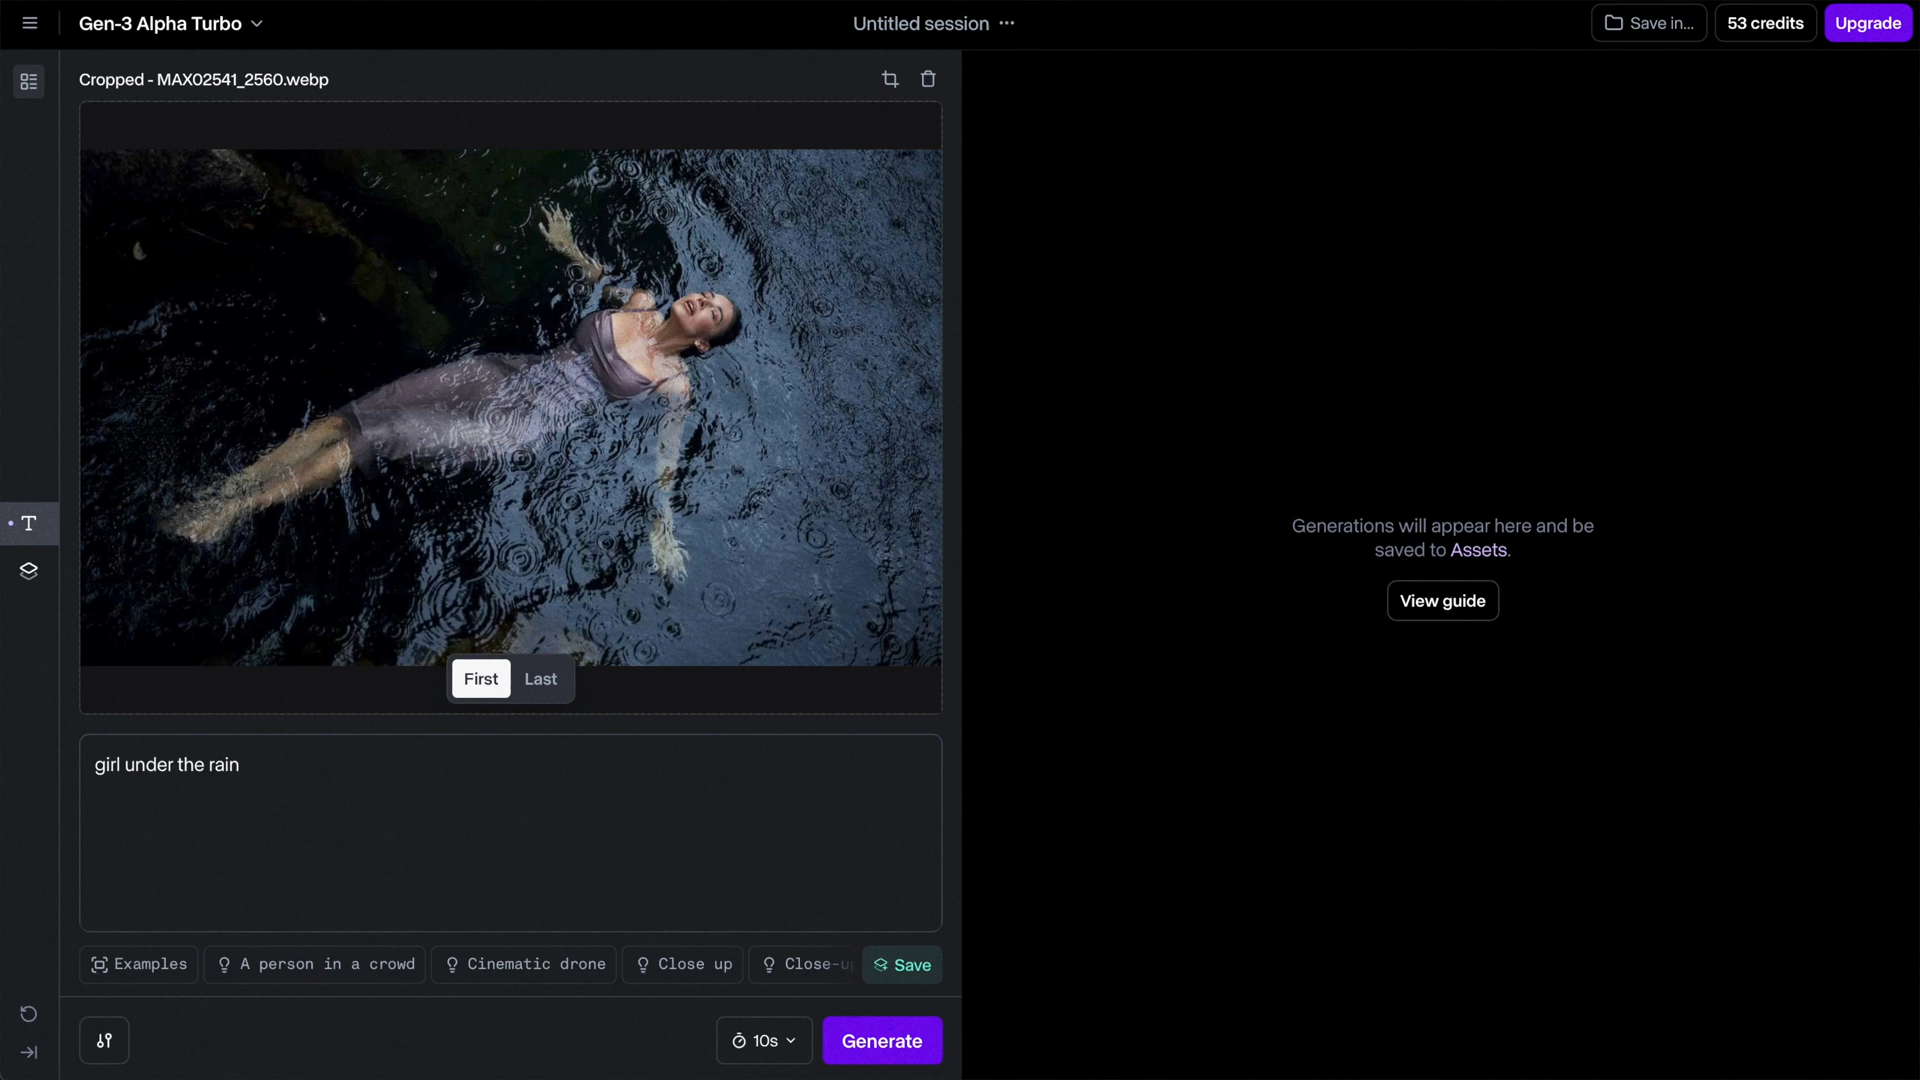 Gen-3 Alpha Turbo
Untitled session
Save in...
53 credits
Upgrade
Cropped - MAX02541_2560.webp
First
Last
girl under the rain
Examples
A person in a crowd
Cinematic drone
Close up
Close-u
Save
10s
Generate
Generations will appear here and be
saved to Assets.
View guide